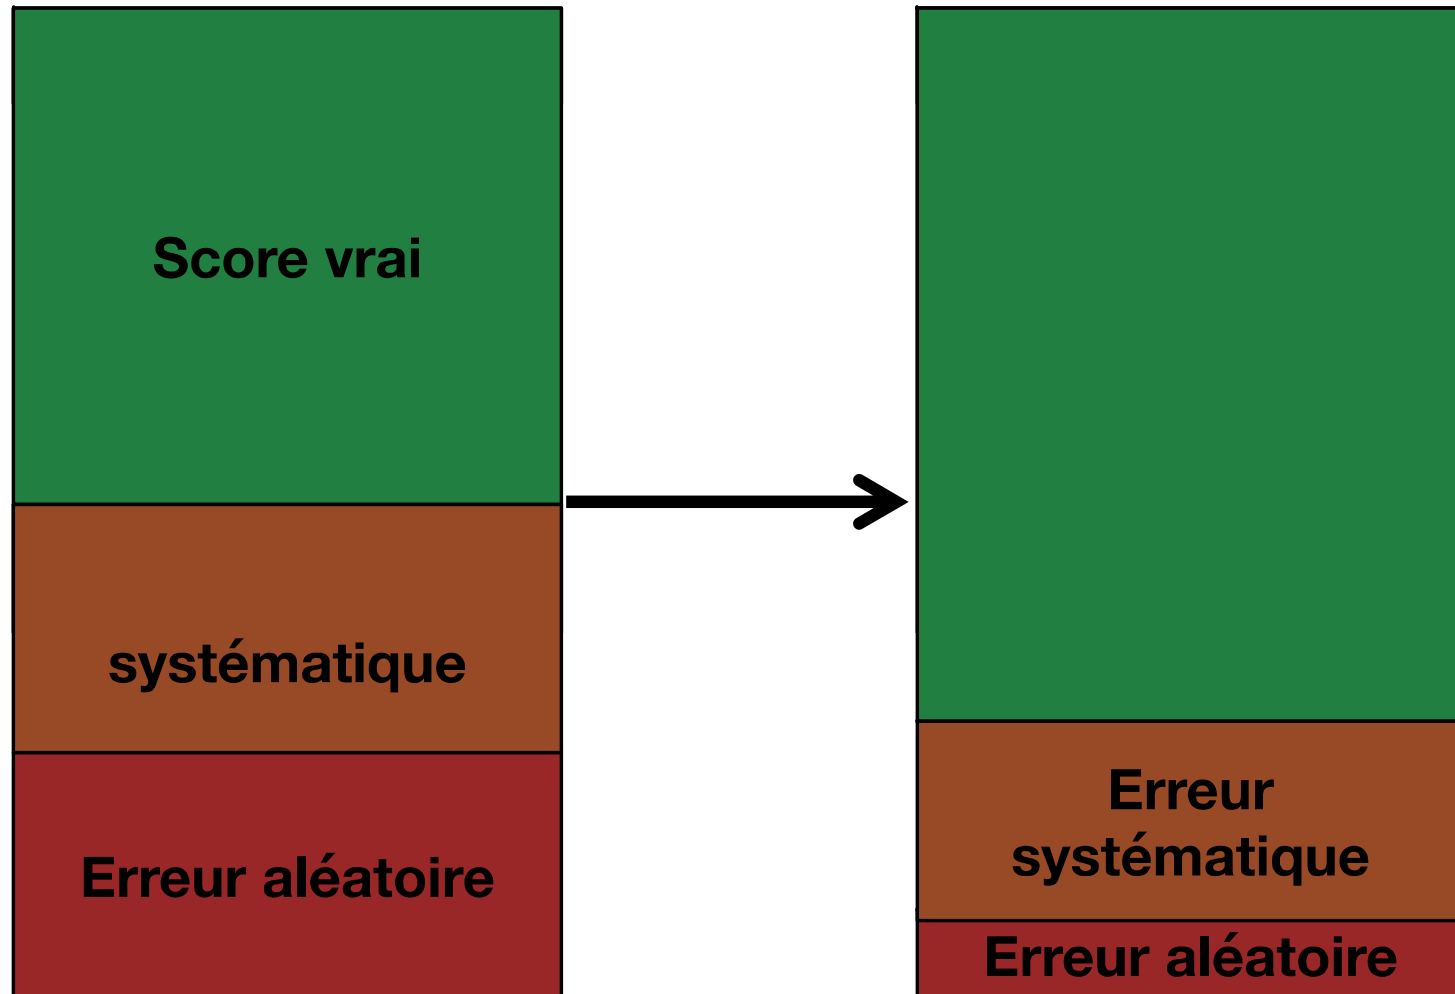 Score vrai
systématique
Erreur aléatoire
Erreur
systématique
Erreur aléatoire